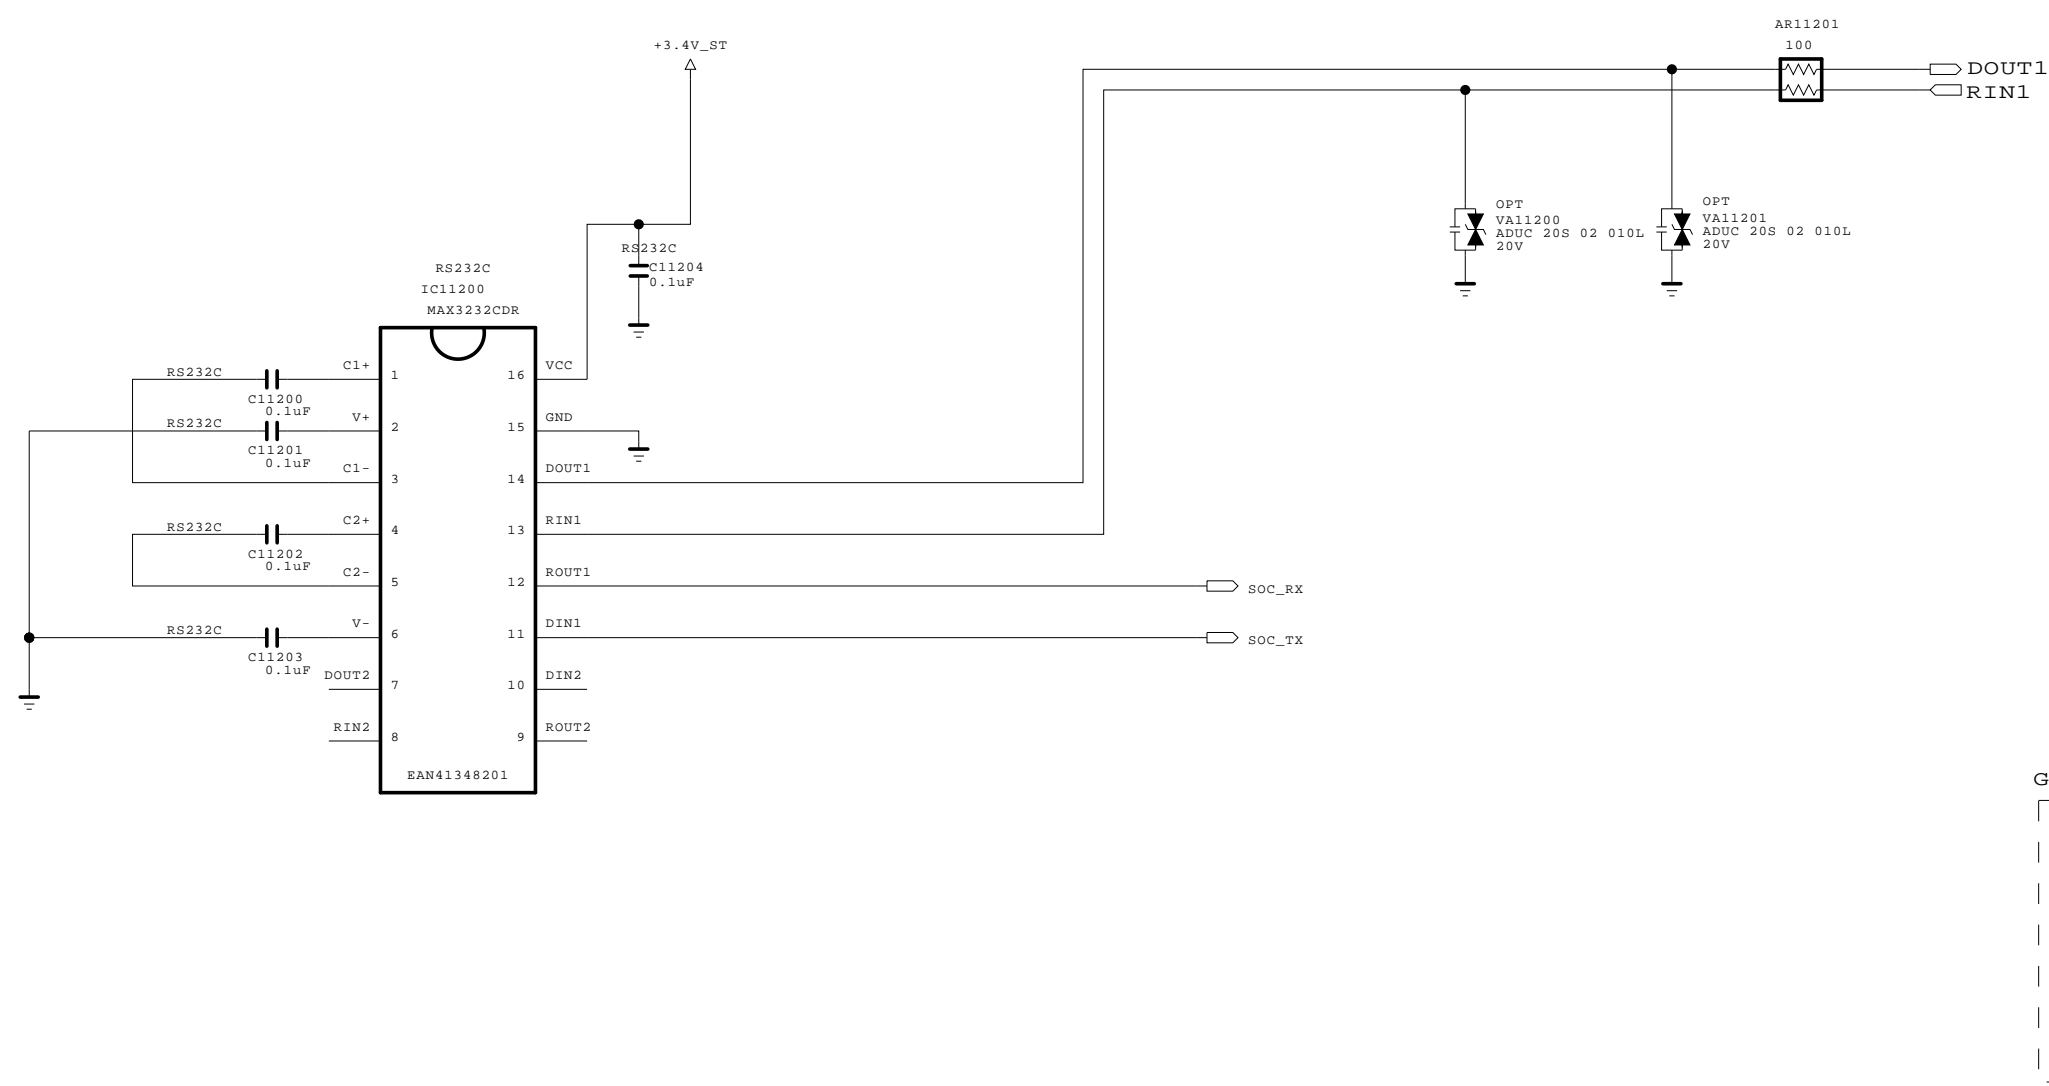 AR11201
100
+3.4V_ST
DOUT1
RIN1
OPT
VA11200
ADUC 20S 02 010L
20V
OPT
VA11201
ADUC 20S 02 010L
20V
RS232C
C11204
0.1uF
RS232C
IC11200
MAX3232CDR
RS232C
C11200
0.1uF
C1+
1
16
VCC
RS232C
C11201
0.1uF
V+
2
15
GND
C1-
3
14
DOUT1
RS232C
C11202
0.1uF
C2+
4
13
RIN1
C2-
5
12
ROUT1
SOC_RX
RS232C
C11203
0.1uF
V-
6
11
DIN1
SOC_TX
DOUT2
7
10
DIN2
RIN2
8
9
ROUT2
EAN41348201
G